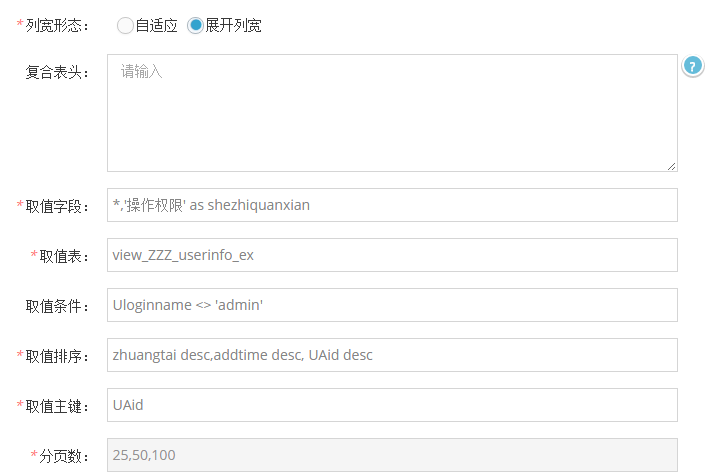 *列宽形态： 自适应 展开列宽
复合表头： 请输入 ?
*取值字段： *,'操作权限' as shezhiquanxian
*取值表： view_ZZZ_userinfo_ex
取值条件： Uloginname <> 'admin'
*取值排序： zhuangtai desc,addtime desc, UAid desc
*取值主键： UAid
*分页数： 25,50,100